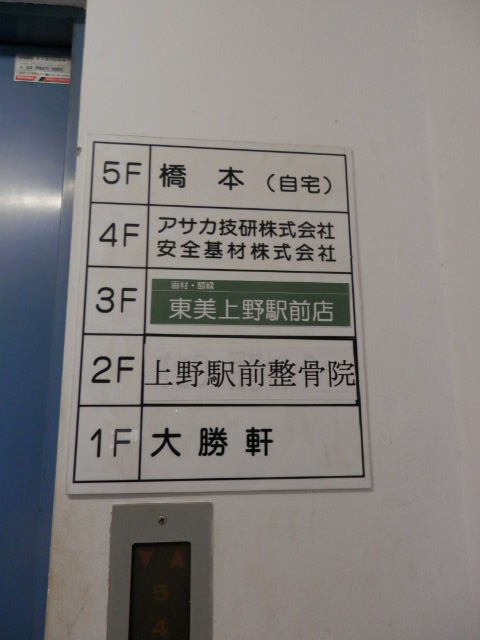 5F 橋本（自宅）
4F アサカ技研株式会社
安全基材株式会社
3F 画材・額縁
東美上野駅前店
2F 上野駅前整骨院
1F 大勝軒
5
4